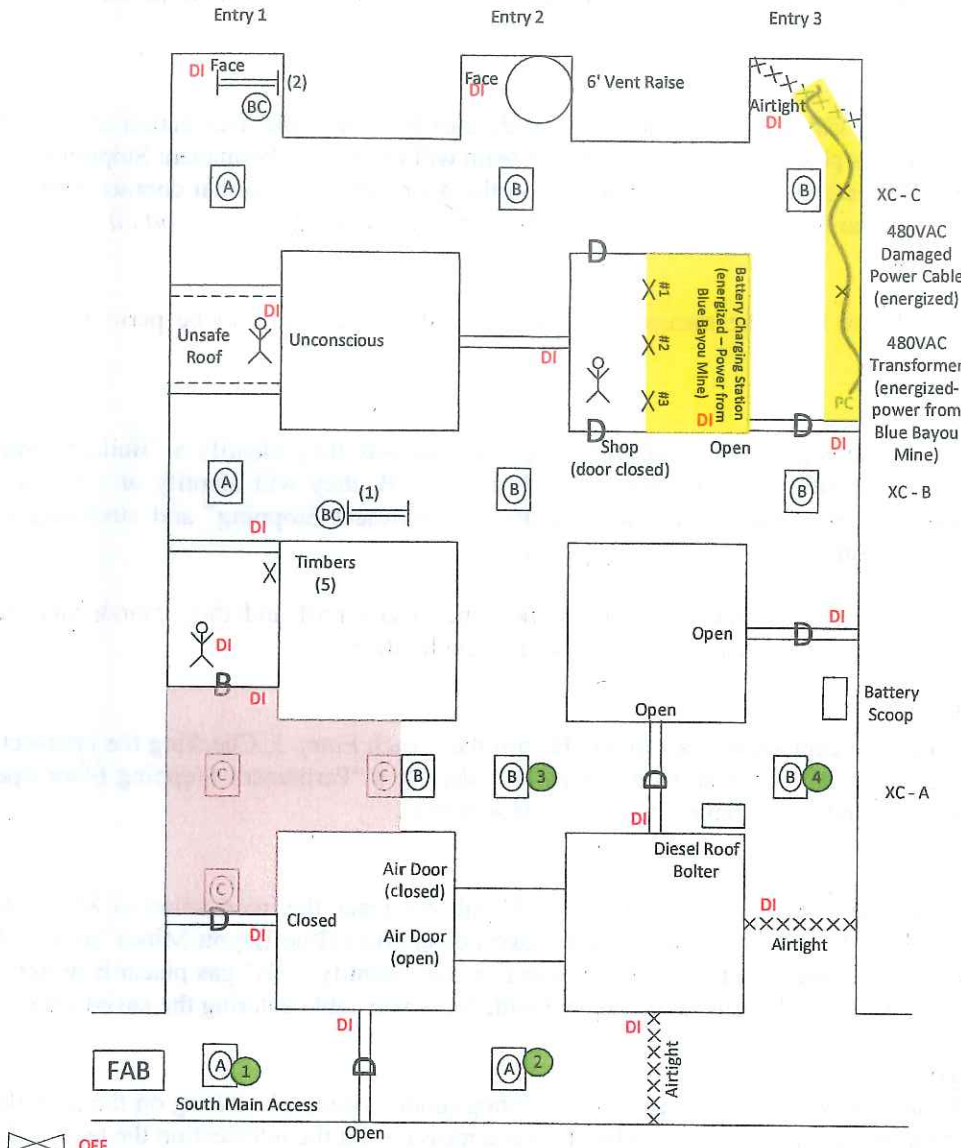 Entry 1
Entry 2
Entry 3
DI
Face
(2)
BC
Face
DI
6' Vent Raise
Airtight
DI
A
B
B
XC - C
480VAC
Damaged
Power Cable
(energized)
D
DI
Unsafe
Roof
Unconscious
DI
#1
#2
#3
Battery Charging Station
(energized – Power from
Blue Bayou Mine)
DI
480VAC
Transformer
(energized-
power from
Blue Bayou
Mine)
PC
D
D
Shop
(door closed)
Open
DI
A
BC
(1)
B
B
XC - B
DI
Timbers
(5)
DI
B
DI
Open
D
DI
Open
Battery
Scoop
C
C
B
B
3
D
B
4
XC - A
DI
Diesel Roof
Bolter
C
D
Closed
DI
Air Door
(closed)
Air Door
(open)
DI
Airtight
DI
D
DI
Airtight
FAB
A
1
A
2
South Main Access
Open
OFF